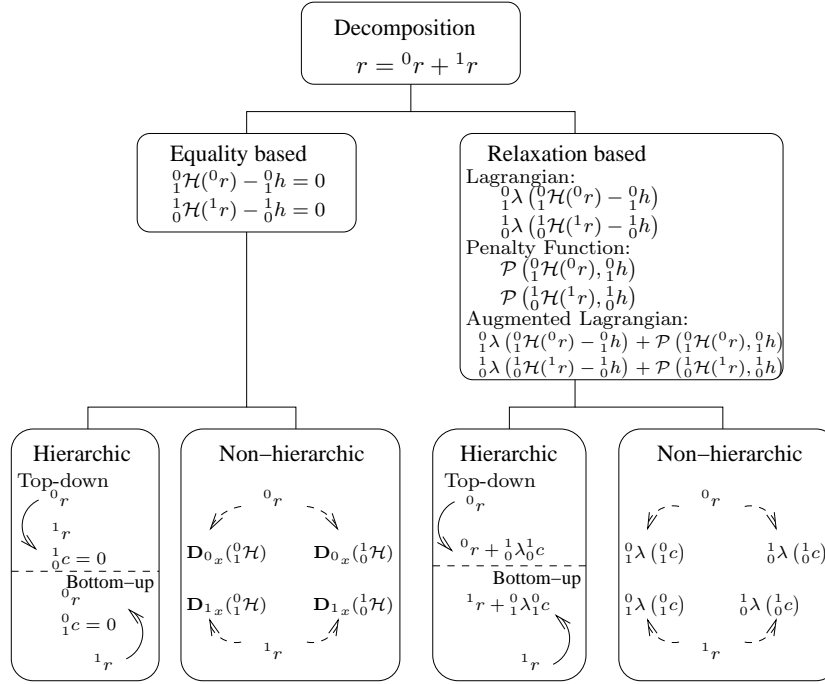 Decomposition
r = ⁰r + ¹r
Equality based
⁰₁ℋ(⁰r) − ⁰₁h = 0
¹₀ℋ(¹r) − ¹₀h = 0
Relaxation based
Lagrangian:
⁰₁λ (⁰₁ℋ(⁰r) − ⁰₁h)
¹₀λ (¹₀ℋ(¹r) − ¹₀h)
Penalty Function:
𝒫 (⁰₁ℋ(⁰r), ⁰₁h)
𝒫 (¹₀ℋ(¹r), ¹₀h)
Augmented Lagrangian:
⁰₁λ (⁰₁ℋ(⁰r) − ⁰₁h) + 𝒫 (⁰₁ℋ(⁰r), ⁰₁h)
¹₀λ (¹₀ℋ(¹r) − ¹₀h) + 𝒫 (¹₀ℋ(¹r), ¹₀h)
Hierarchic
Top-down
⁰r
¹r
¹₀c = 0
Bottom−up
⁰r
⁰₁c = 0
¹r
Non−hierarchic
⁰r
𝐃₀ₓ(⁰₁ℋ) 𝐃₀ₓ(¹₀ℋ)
𝐃₁ₓ(⁰₁ℋ) 𝐃₁ₓ(¹₀ℋ)
¹r
Hierarchic
Top-down
⁰r
⁰r + ¹₀λ¹₀c
Bottom−up
¹r + ⁰₁λ⁰₁c
¹r
Non−hierarchic
⁰r
⁰₁λ (⁰₁c) ¹₀λ (¹₀c)
⁰₁λ (⁰₁c) ¹₀λ (¹₀c)
¹r